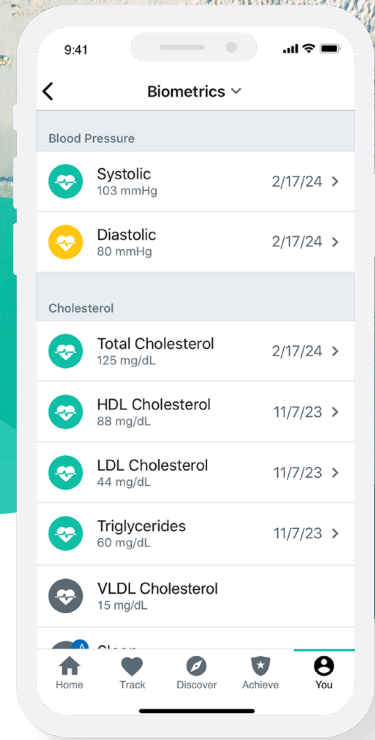 9:41
Biometrics
Blood Pressure
Systolic
103 mmHg
2/17/24
Diastolic
80 mmHg
2/17/24
Cholesterol
Total Cholesterol
125 mg/dL
2/17/24
HDL Cholesterol
88 mg/dL
11/7/23
LDL Cholesterol
44 mg/dL
11/7/23
Triglycerides
60 mg/dL
11/7/23
VLDL Cholesterol
15 mg/dL
Home
Track
Discover
Achieve
You